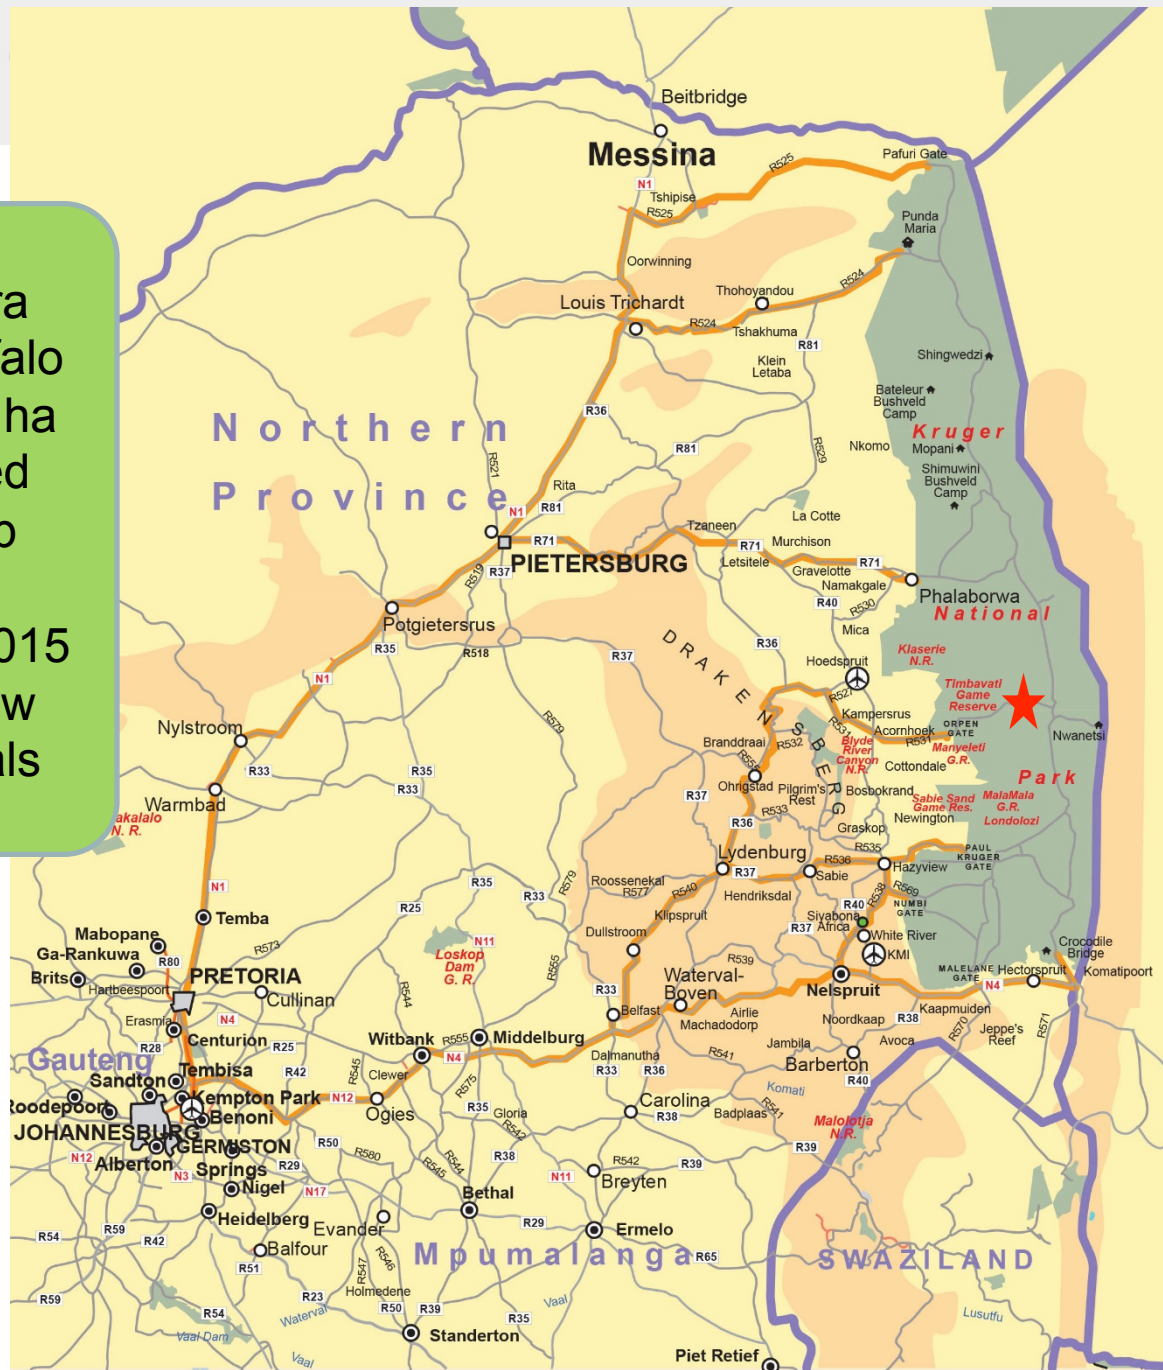 Beitbridge
Messina
R525
Pafuri Gate
N1
Tshipise
R525
Punda
Maria
Oorwinning
R524
Thohoyandou
Louis Trichardt
R524
Tshakhuma
R81
Klein
Letaba
Shingwedzi
Bateleur
Bushveld
Camp
Kruger
Nkomo
Mopani
Shimuwini
Bushveld
Camp
015
Northern
Province
R36
R81
R529
R521
Rita
N1
R81
La Cotte
Tzaneen
Murchison
R71
R71
R71
PIETERSBURG
Letsitele
Gravelotte
Namakgale
R519
R37
Phalaborwa
National
R40
R530
Mica
Potgietersrus
R35
R518
R37
R36
DRAKENSBERG
Klaserie
N.R.
Hoedspruit
N1
Timbavati
Game
Reserve
R527
Kampersrus
ORPEN
GATE
Nylstroom
R579
R531
Acornhoek
R531
Nwanetsi
Branddraai
R532
Blyde
River
Canyon
N.R.
Manyeleti
G.R.
R33
R35
R33
R555
Cottondale
Park
Ohrigstad
Pilgrim's
Rest
Bosbokrand
Warmbad
R37
R533
Sabie Sand
Game Res.
MalaMala
G.R.
Newington
Londolozi
akalalo
N. R.
R36
Graskop
R535
PAUL
KRUGER
GATE
Lydenburg
R536
Hazyview
R37
Sabie
R579
Roossenekal
R577
R35
R33
N1
R540
Hendriksdal
R538
R569
R25
Klipspruit
R40
NUMBI
GATE
Temba
Siyabona
Africa
Mabopane
R573
N11
Dullstroom
R37
White River
Ga-Rankuwa
R80
Loskop
Dam
G. R.
R555
KMI
Crocodile
Bridge
Brits
PRETORIA
R539
MALELANE
GATE
Hectorspruit
Komatipoort
Hartbeespoort
Cullinan
R544
R33
Waterval-
Boven
Nelspruit
N4
Erasmia
N4
Belfast
Airlie
Kaapmuiden
Centurion
Machadodorp
Noordkaap
R38
R570
R571
R28
R25
Witbank
R555
Middelburg
Jeppe's
Reef
Gauteng
N4
Dalmanutha
R541
Jambila
Avoca
Tembisa
R42
R545
Clewer
Barberton
Sandton
R575
R33
R36
R40
Kempton Park
N12
Komati
Roodepoort
Benoni
Ogies
R35
Gloria
Carolina
R38
Badplaas
R541
JOHANNESBURG
R542
Malolotja
N.R.
GERMISTON
R50
R580
R39
N12
Alberton
R29
R545
R544
R38
R542
R39
N3
Springs
N11
Nigel
N17
Breyten
Bethal
Heidelberg
Evander
R29
Ermelo
R54
R59
R42
Balfour
Mpumalanga
R65
SWAZILAND
R51
R547
R546
Holmedene
R59
R54
R23
R50
R39
R35
Vaal
Lusutfu
Waterval
Vaal Dam
Standerton
Vaal
Piet Retief
ra
falo
ha
ed
o
w
als